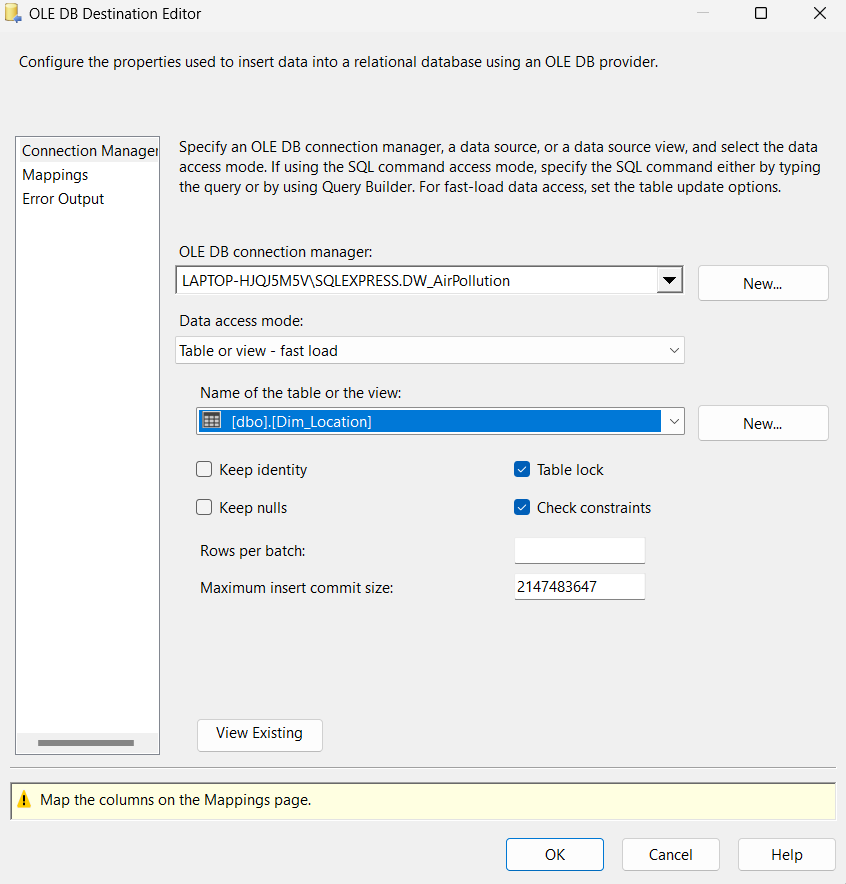 OLE DB Destination Editor
Configure the properties used to insert data into a relational database using an OLE DB provider.
Connection Manager
Mappings
Error Output
Specify an OLE DB connection manager, a data source, or a data source view, and select the data
access mode. If using the SQL command access mode, specify the SQL command either by typing
the query or by using Query Builder. For fast-load data access, set the table update options.
OLE DB connection manager:
LAPTOP-HJQJ5M5V\SQLEXPRESS.DW_AirPollution
New...
Data access mode:
Table or view - fast load
Name of the table or the view:
[dbo].[Dim_Location]
New...
Keep identity
Table lock
Keep nulls
Check constraints
Rows per batch:
Maximum insert commit size:
2147483647
View Existing
Map the columns on the Mappings page.
OK
Cancel
Help